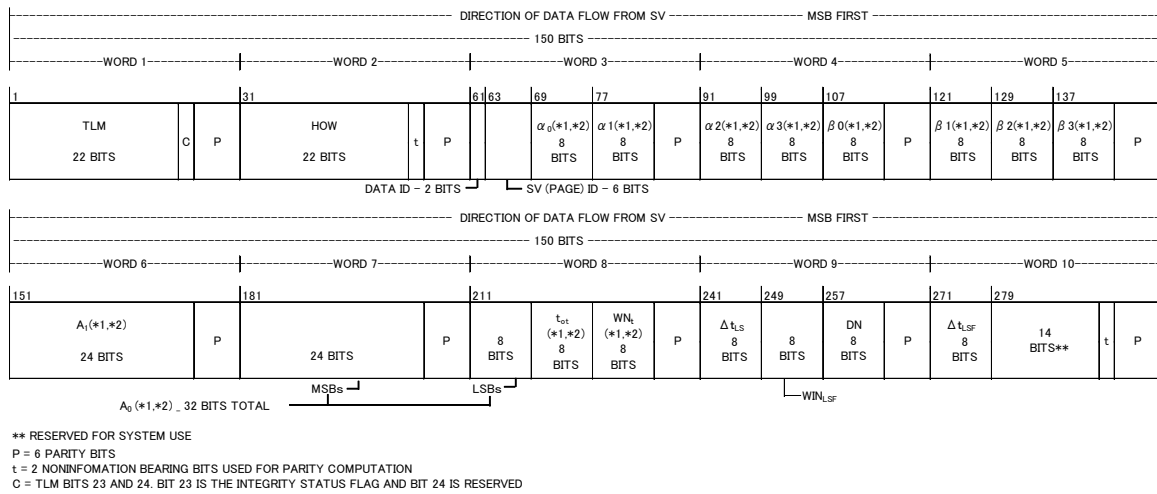 DIRECTION OF DATA FLOW FROM SV MSB FIRST
150 BITS
WORD 1 WORD 2 WORD 3 WORD 4 WORD 5
1 31 61 63 69 77 91 99 107 121 129 137
TLM 22 BITS C P HOW 22 BITS t P α0(*1,*2) 8 BITS α1(*1,*2) 8 BITS P α2(*1,*2) 8 BITS α3(*1,*2) 8 BITS β0(*1,*2) 8 BITS P β1(*1,*2) 8 BITS β2(*1,*2) 8 BITS β3(*1,*2) 8 BITS P
DATA ID - 2 BITS SV (PAGE) ID - 6 BITS
DIRECTION OF DATA FLOW FROM SV MSB FIRST
150 BITS
WORD 6 WORD 7 WORD 8 WORD 9 WORD 10
151 181 211 241 249 257 271 279
A1(*1,*2) 24 BITS P 24 BITS P 8 BITS tot (*1,*2) 8 BITS WNt (*1,*2) 8 BITS P ΔtLS 8 BITS 8 BITS DN 8 BITS P ΔtLSF 8 BITS 14 BITS** t P
MSBs LSBs WINLSF
A0 (*1,*2) - 32 BITS TOTAL
** RESERVED FOR SYSTEM USE
P = 6 PARITY BITS
t = 2 NONINFOMATION BEARING BITS USED FOR PARITY COMPUTATION
C = TLM BITS 23 AND 24, BIT 23 IS THE INTEGRITY STATUS FLAG AND BIT 24 IS RESERVED